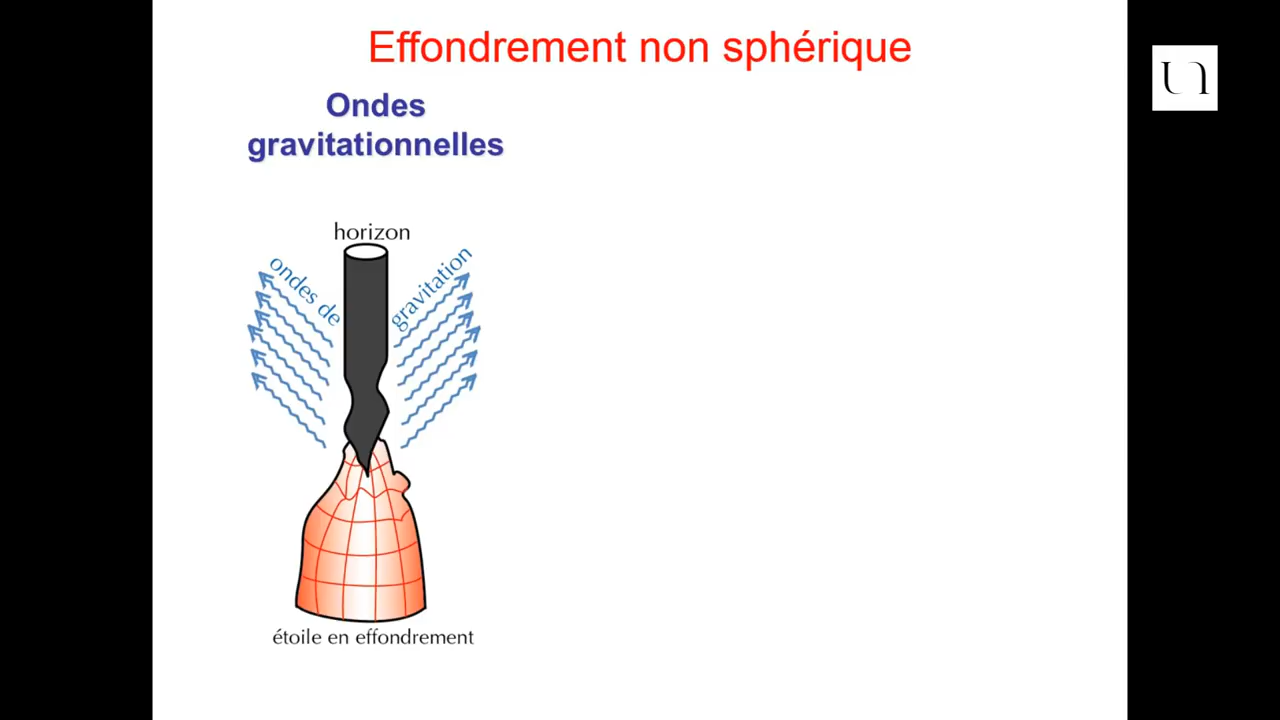 Effondrement non sphérique
Ondes
gravitationnelles
horizon
ondes de
gravitation
étoile en effondrement